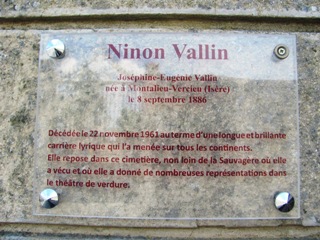 Ninon Vallin
Joséphine-Eugénie Vallin
née à Montalieu-Vercieu (Isère)
le 8 septembre 1886
Décédée le 22 novembre 1961 au terme d'une longue et brillante
carrière lyrique qui l'a menée sur tous les continents.
Elle repose dans ce cimetière, non loin de la Sauvagère où elle
a vécu et où elle a donné de nombreuses représentations dans
le théâtre de verdure.